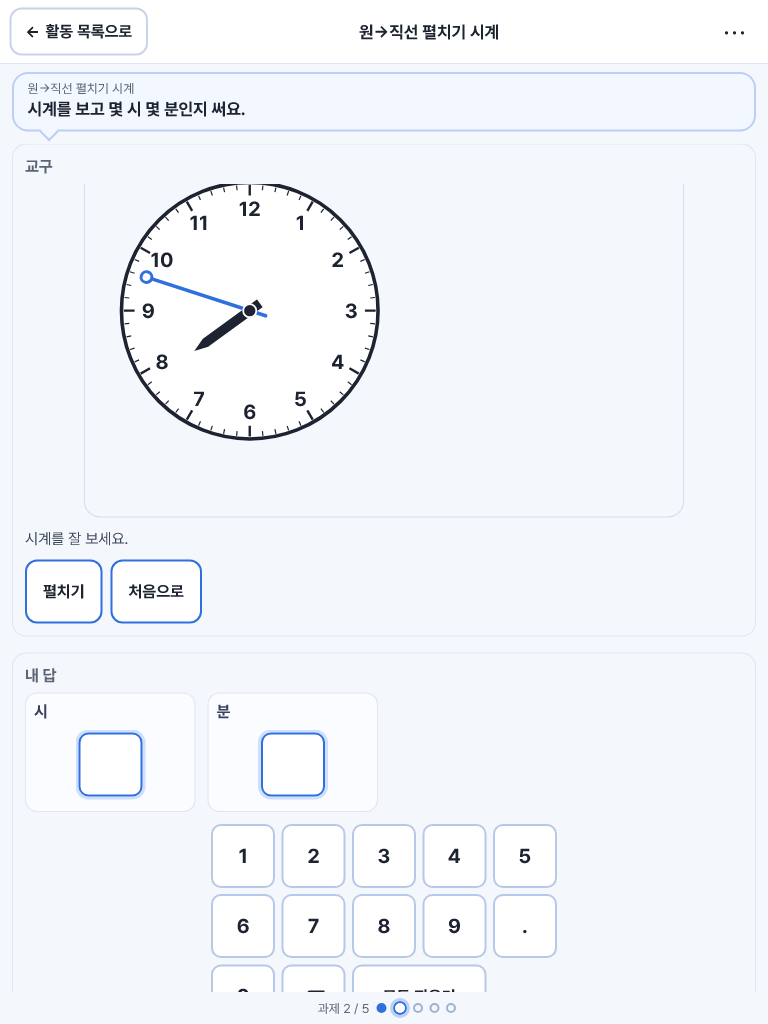 ← 활동 목록으로
원→직선 펼치기 시계
...
원→직선 펼치기 시계
시계를 보고 몇 시 몇 분인지 써요.
교구
12
11 1
10 2
9 3
8 4
7 5
6
시계를 잘 보세요.
펼치기 처음으로
내 답
시 분
1 2 3 4 5
6 7 8 9 .
과제 2 / 5